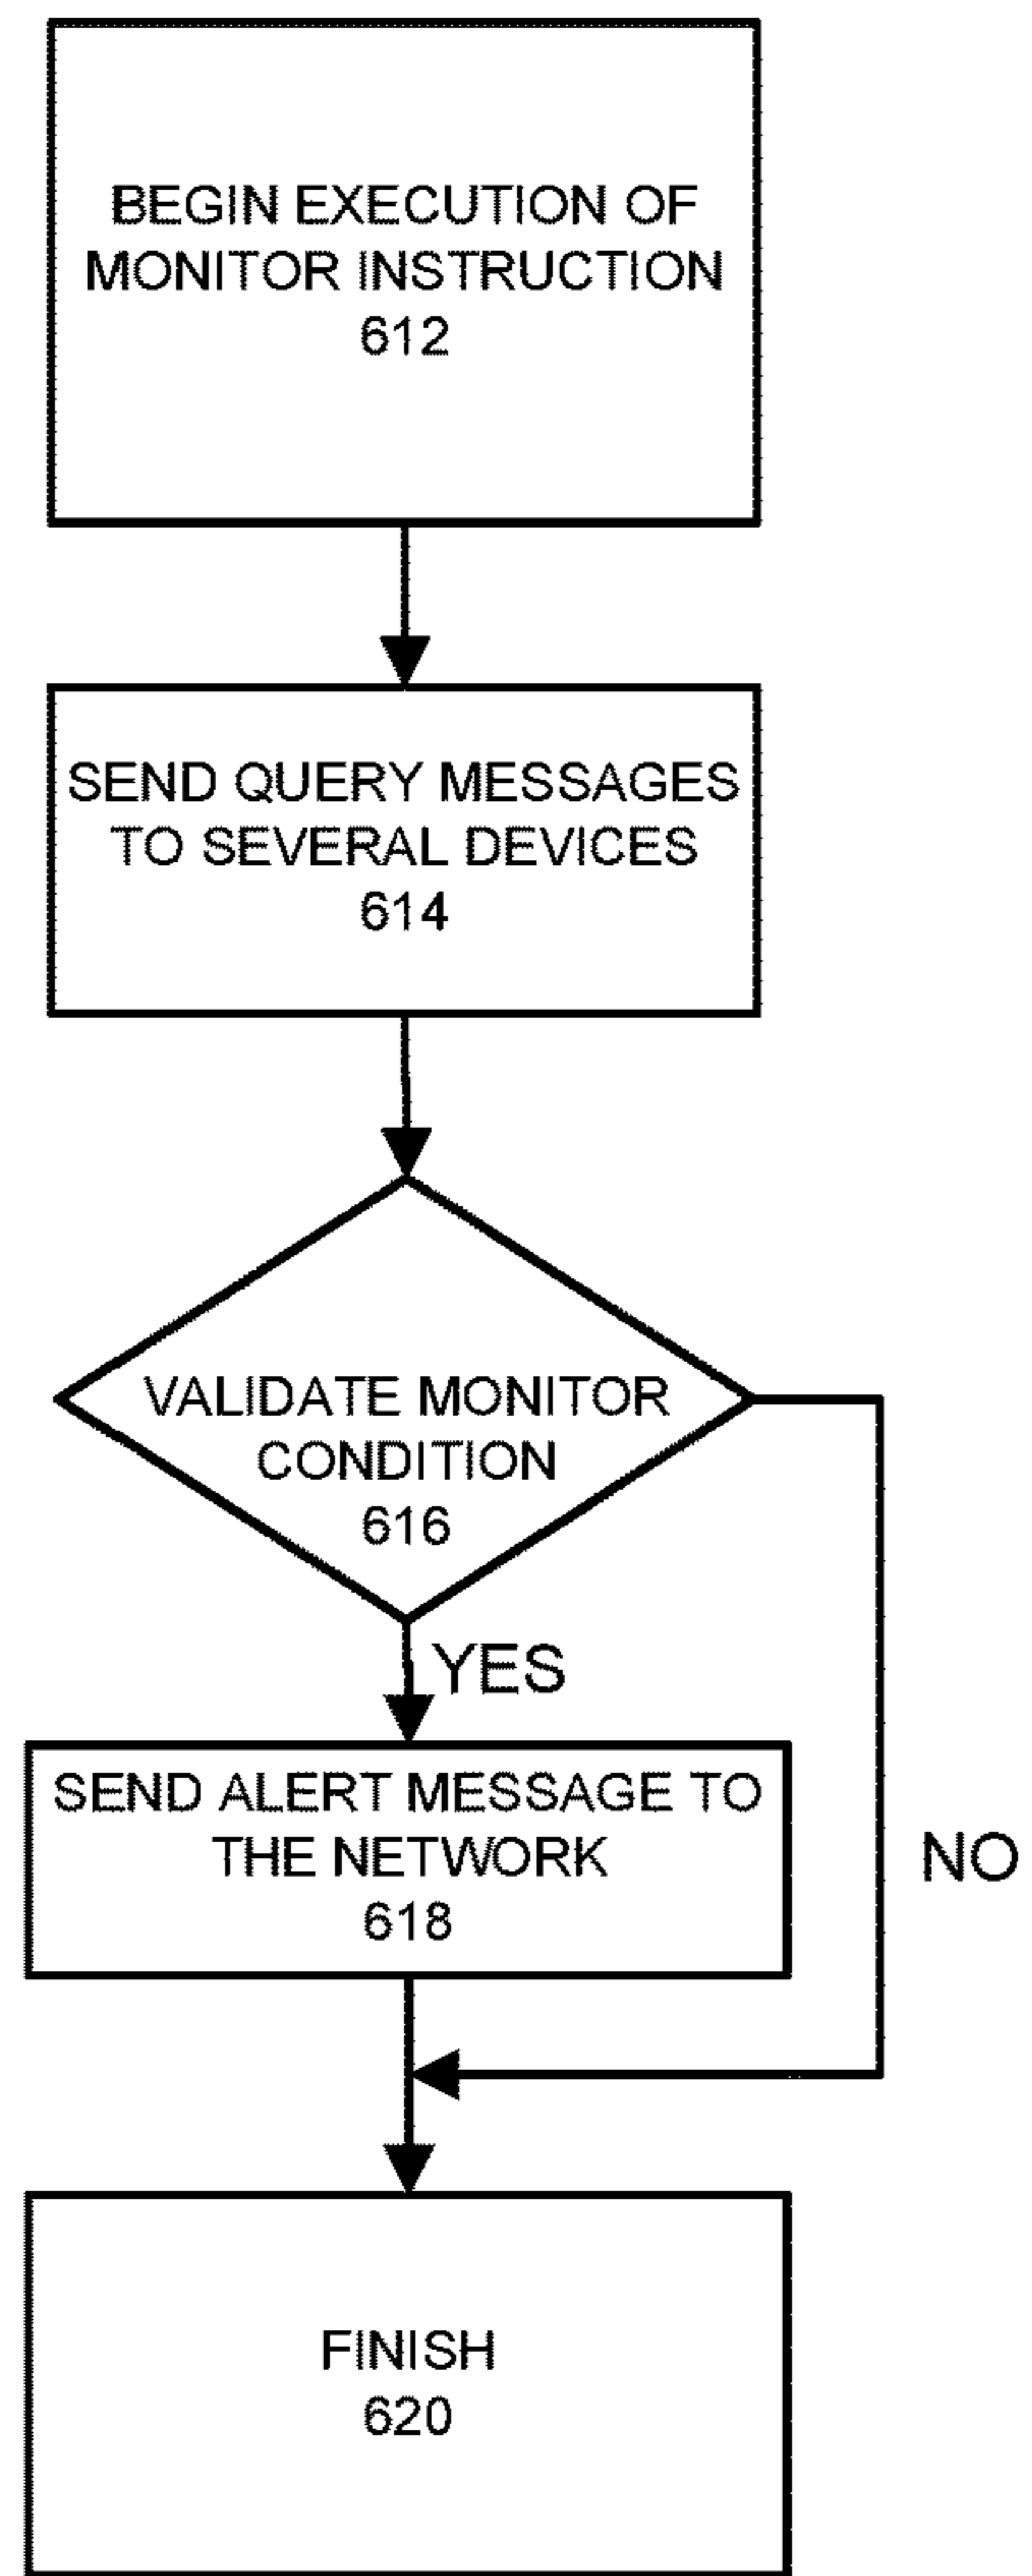 BEGIN EXECUTION OF
MONITOR INSTRUCTION
612
SEND QUERY MESSAGES
TO SEVERAL DEVICES
614
VALIDATE MONITOR
CONDITION
616
YES
SEND ALERT MESSAGE TO
THE NETWORK
618
NO
FINISH
620